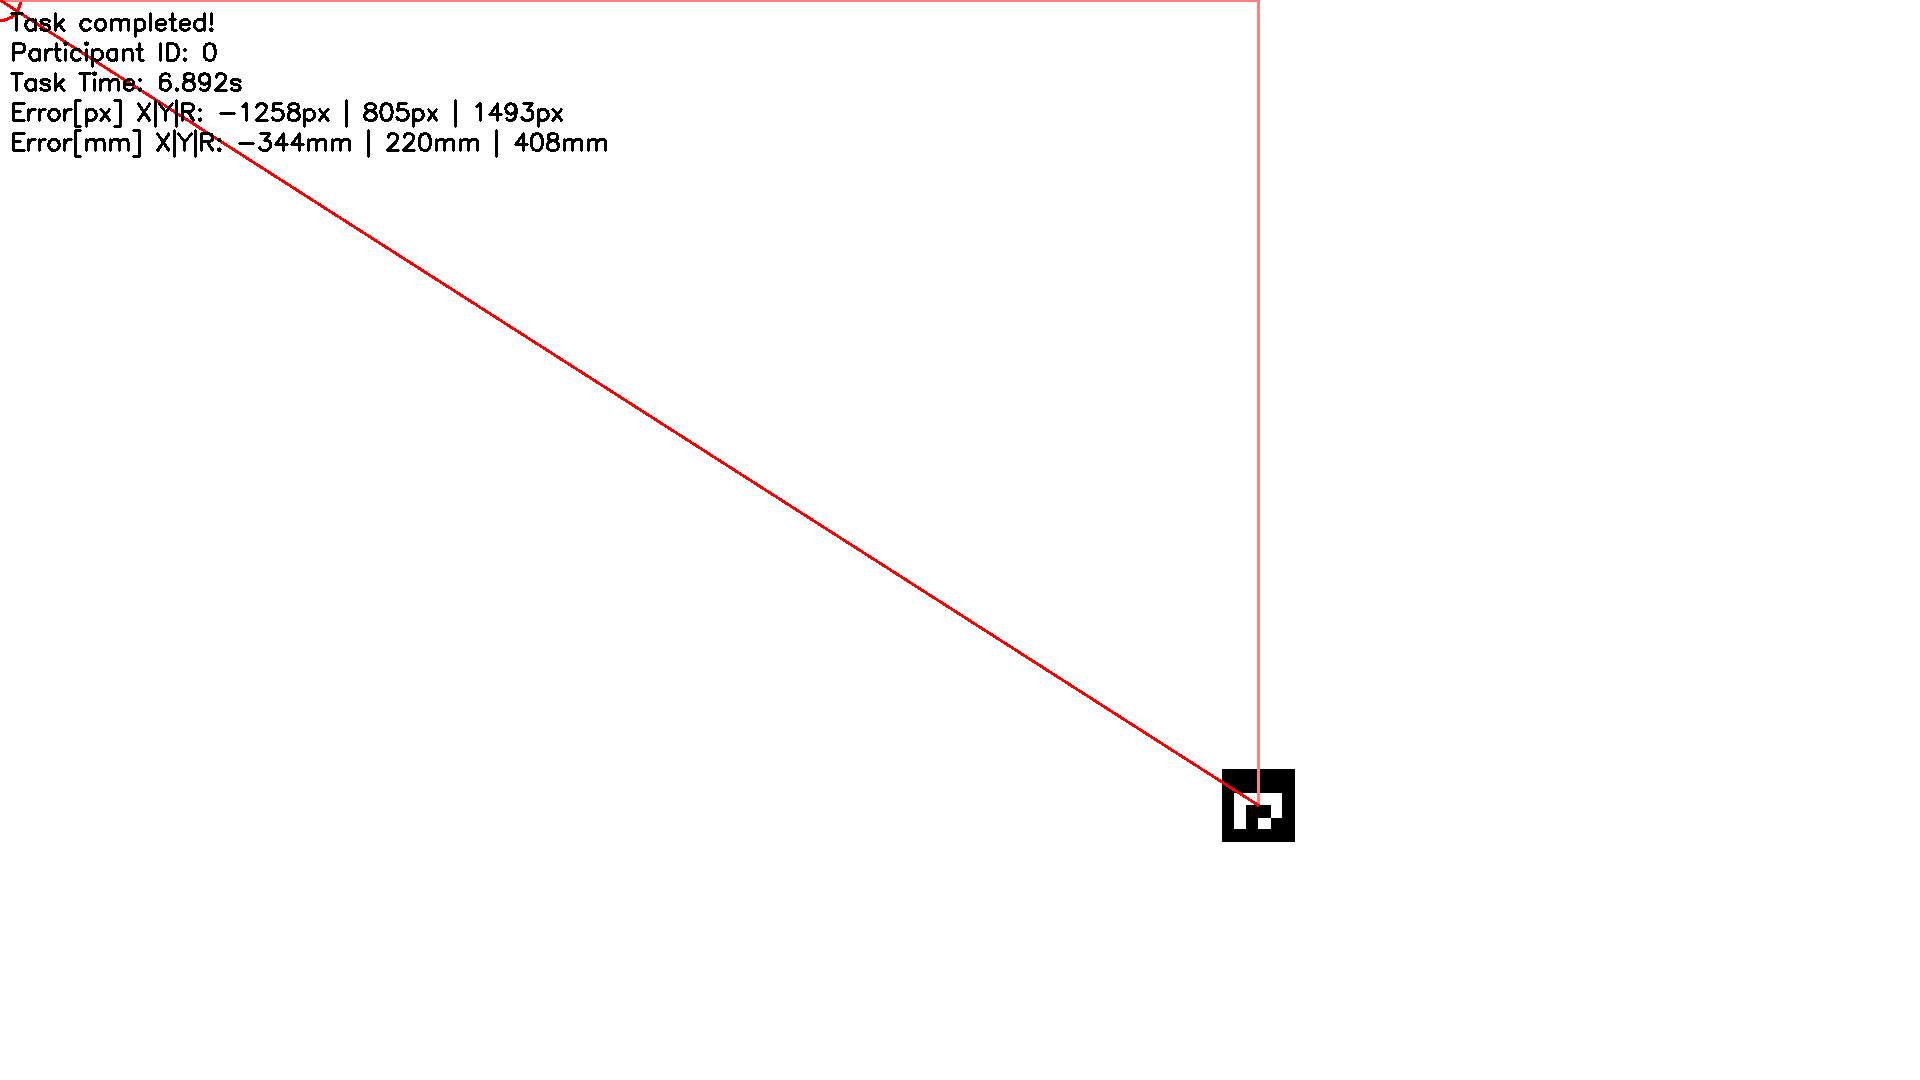 Task completed!
Participant ID: 0
Task Time: 6.892s
Error[px] X|Y|R: -1258px | 805px | 1493px
Error[mm] X|Y|R: -344mm | 220mm | 408mm